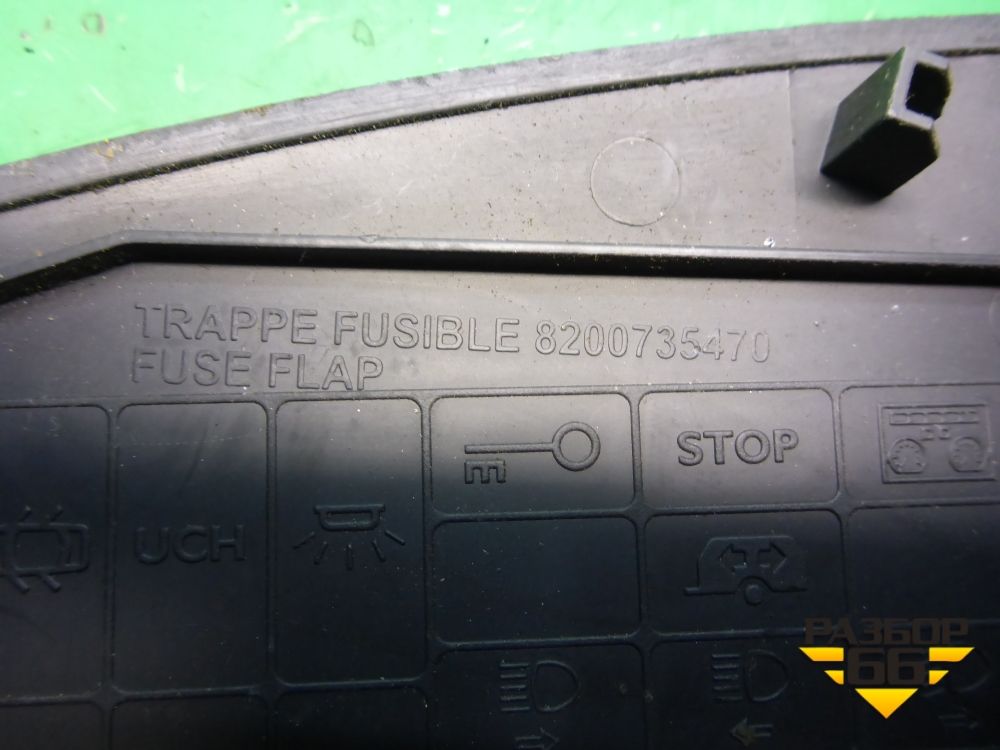 TRAPPE FUSIBLE 8200735470
FUSE FLAP
STOP
UCH
РАЗБОР
66